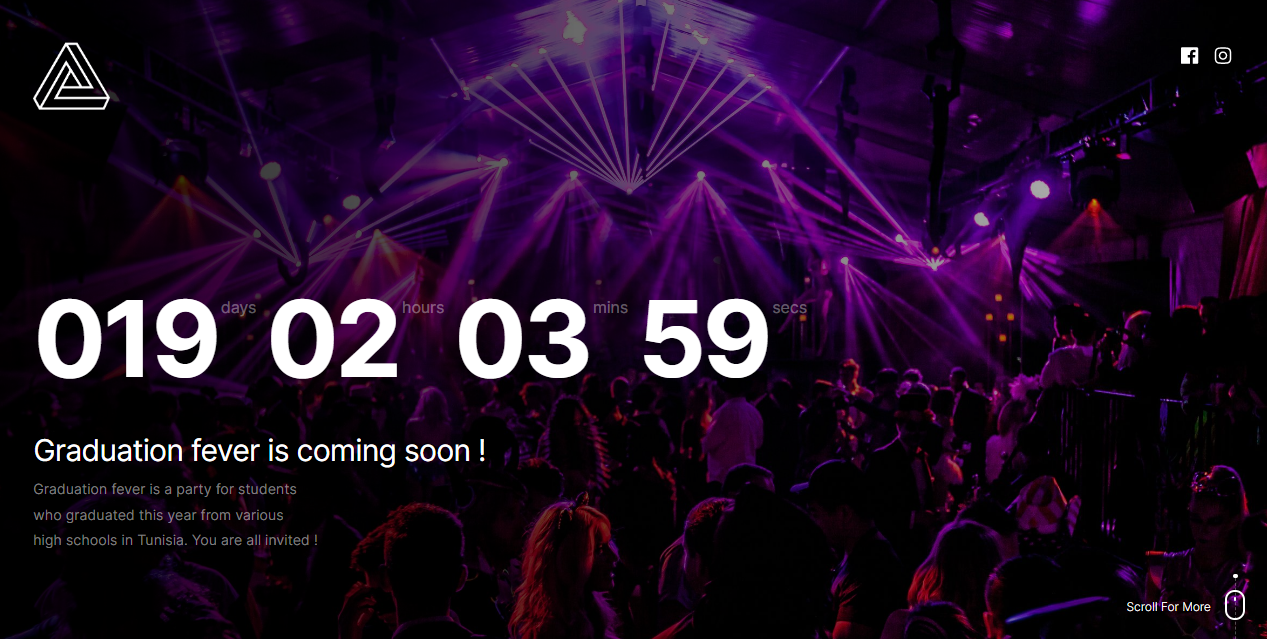 019 days 02 hours 03 mins 59 secs
Graduation fever is coming soon !
Graduation fever is a party for students
who graduated this year from various
high schools in Tunisia. You are all invited !
Scroll For More